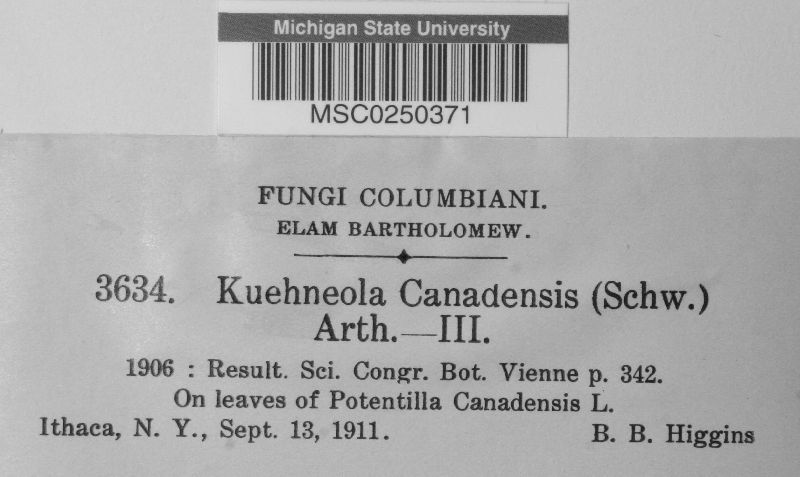 Michigan State University
MSC0250371
FUNGI COLUMBIANI.
ELAM BARTHOLOMEW.
3634. Kuehneola Canadensis (Schw.)
Arth.—III.
1906 : Result. Sci. Congr. Bot. Vienne p. 342.
On leaves of Potentilla Canadensis L.
Ithaca, N. Y., Sept. 13, 1911. B. B. Higgins